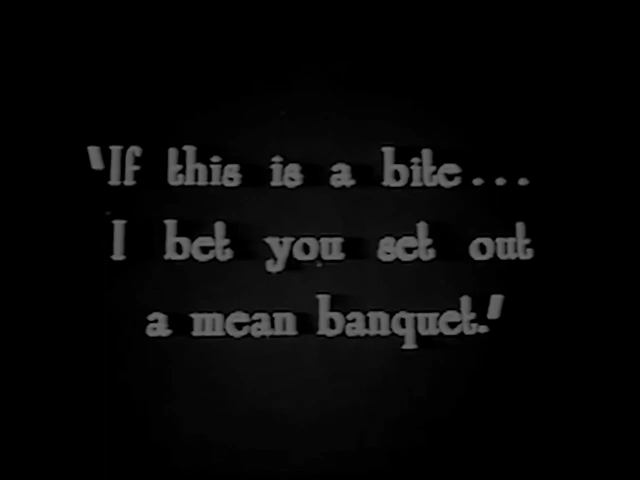 "If this is a bite...
I bet you set out
a mean banquet."